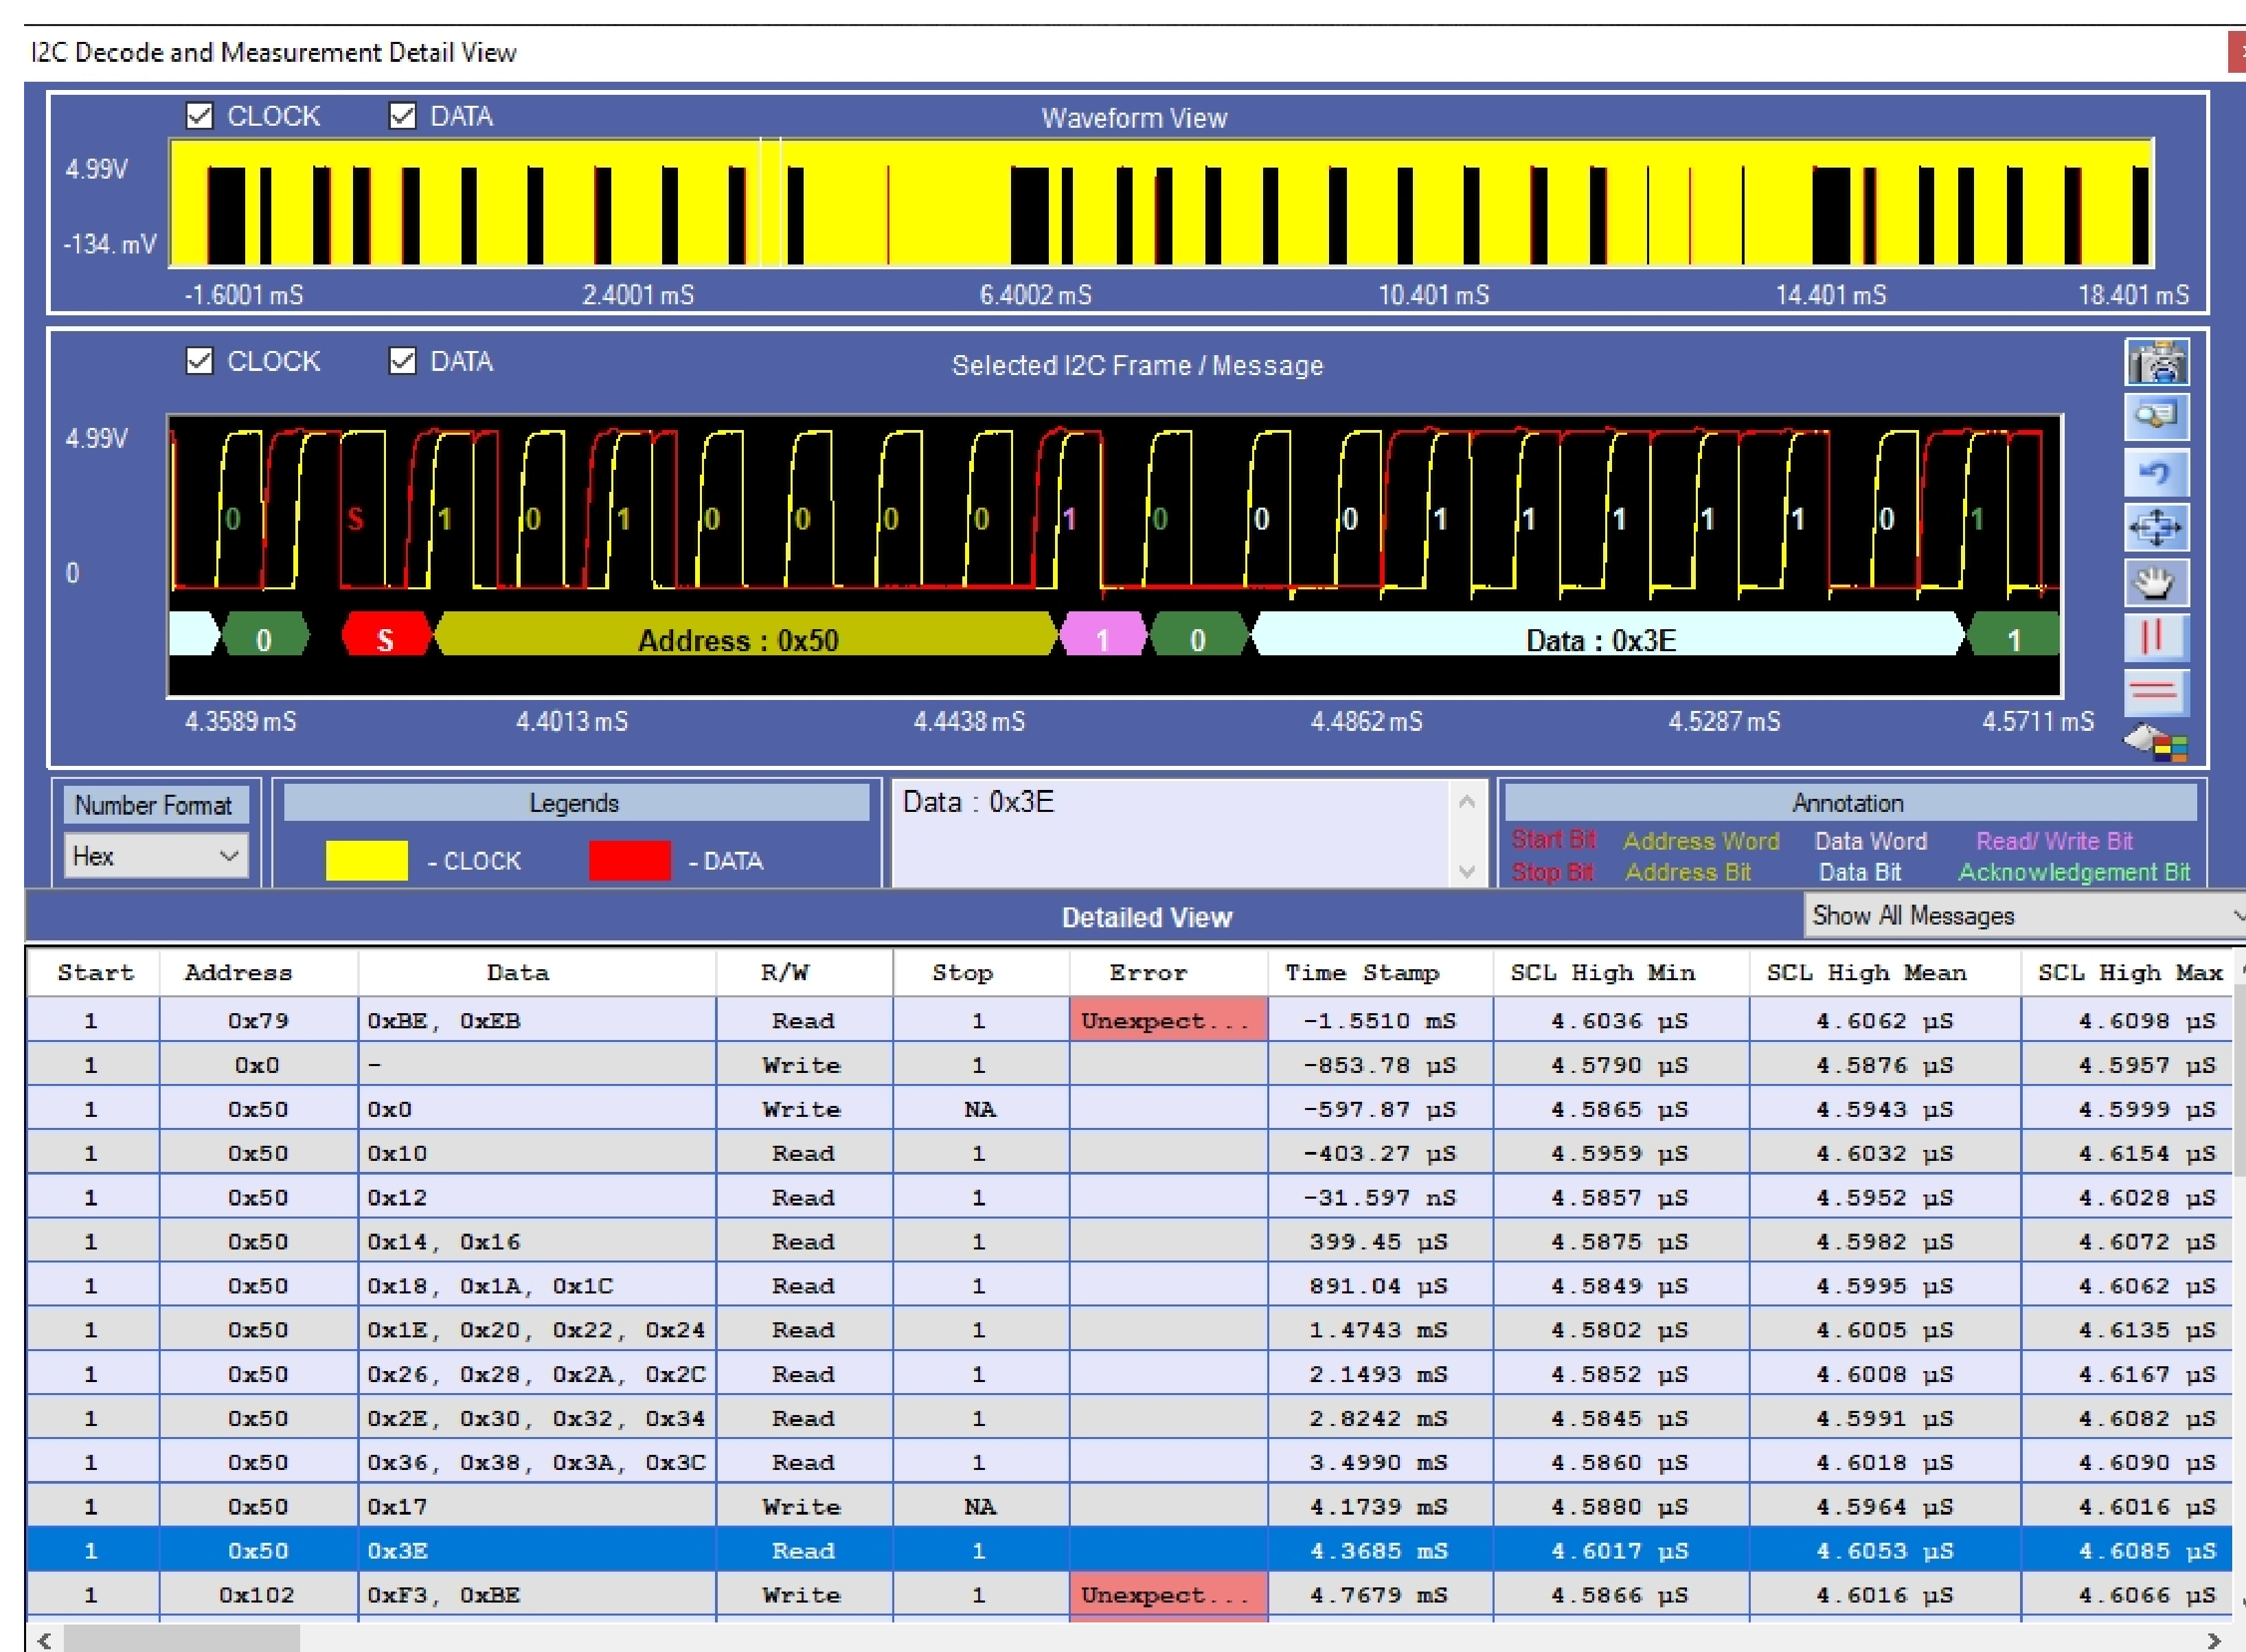 I2C Decode and Measurement Detail View
CLOCK DATA Waveform View
4.99V
-134. mV
-1.6001 mS 2.4001 mS 6.4002 mS 10.401 mS 14.401 mS 18.401 mS
CLOCK DATA Selected I2C Frame / Message
4.99V
0 S 1 0 1 0 0 0 0 1 0 0 0 1 1 1 1 1 0 1
0
0 S Address : 0x50 1 0 Data : 0x3E 1
4.3589 mS 4.4013 mS 4.4438 mS 4.4862 mS 4.5287 mS 4.5711 mS
Number Format Legends Data : 0x3E Annotation
Hex - CLOCK - DATA
Start Bit Address Word Data Word Read/ Write Bit
Stop Bit Address Bit Data Bit Acknowledgement Bit
Detailed View Show All Messages
Start Address Data R/W Stop Error Time Stamp SCL High Min SCL High Mean SCL High Max
1 0x79 0xBE, 0xEB Read 1 Unexpect... -1.5510 mS 4.6036 µS 4.6062 µS 4.6098 µS
1 0x0 - Write 1 -853.78 µS 4.5790 µS 4.5876 µS 4.5957 µS
1 0x50 0x0 Write NA -597.87 µS 4.5865 µS 4.5943 µS 4.5999 µS
1 0x50 0x10 Read 1 -403.27 µS 4.5959 µS 4.6032 µS 4.6154 µS
1 0x50 0x12 Read 1 -31.597 nS 4.5857 µS 4.5952 µS 4.6028 µS
1 0x50 0x14, 0x16 Read 1 399.45 µS 4.5875 µS 4.5982 µS 4.6072 µS
1 0x50 0x18, 0x1A, 0x1C Read 1 891.04 µS 4.5849 µS 4.5995 µS 4.6062 µS
1 0x50 0x1E, 0x20, 0x22, 0x24 Read 1 1.4743 mS 4.5802 µS 4.6005 µS 4.6135 µS
1 0x50 0x26, 0x28, 0x2A, 0x2C Read 1 2.1493 mS 4.5852 µS 4.6008 µS 4.6167 µS
1 0x50 0x2E, 0x30, 0x32, 0x34 Read 1 2.8242 mS 4.5845 µS 4.5991 µS 4.6082 µS
1 0x50 0x36, 0x38, 0x3A, 0x3C Read 1 3.4990 mS 4.5860 µS 4.6018 µS 4.6090 µS
1 0x50 0x17 Write NA 4.1739 mS 4.5880 µS 4.5964 µS 4.6016 µS
1 0x50 0x3E Read 1 4.3685 mS 4.6017 µS 4.6053 µS 4.6085 µS
1 0x102 0xF3, 0xBE Write 1 Unexpect... 4.7679 mS 4.5866 µS 4.6016 µS 4.6066 µS